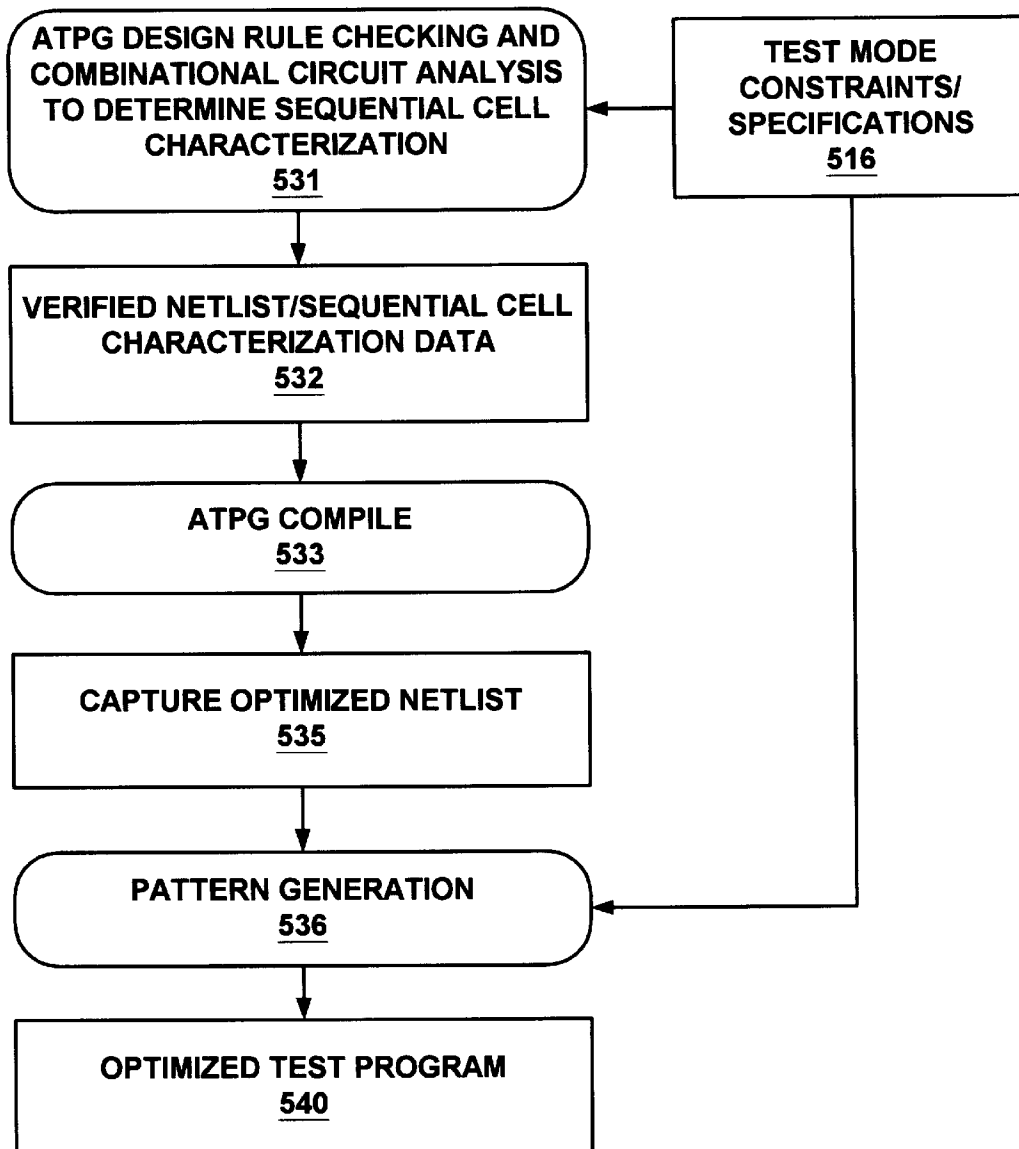 ATPG DESIGN RULE CHECKING AND
COMBINATIONAL CIRCUIT ANALYSIS
TO DETERMINE SEQUENTIAL CELL
CHARACTERIZATION
531
TEST MODE
CONSTRAINTS/
SPECIFICATIONS
516
VERIFIED NETLIST/SEQUENTIAL CELL
CHARACTERIZATION DATA
532
ATPG COMPILE
533
CAPTURE OPTIMIZED NETLIST
535
PATTERN GENERATION
536
OPTIMIZED TEST PROGRAM
540